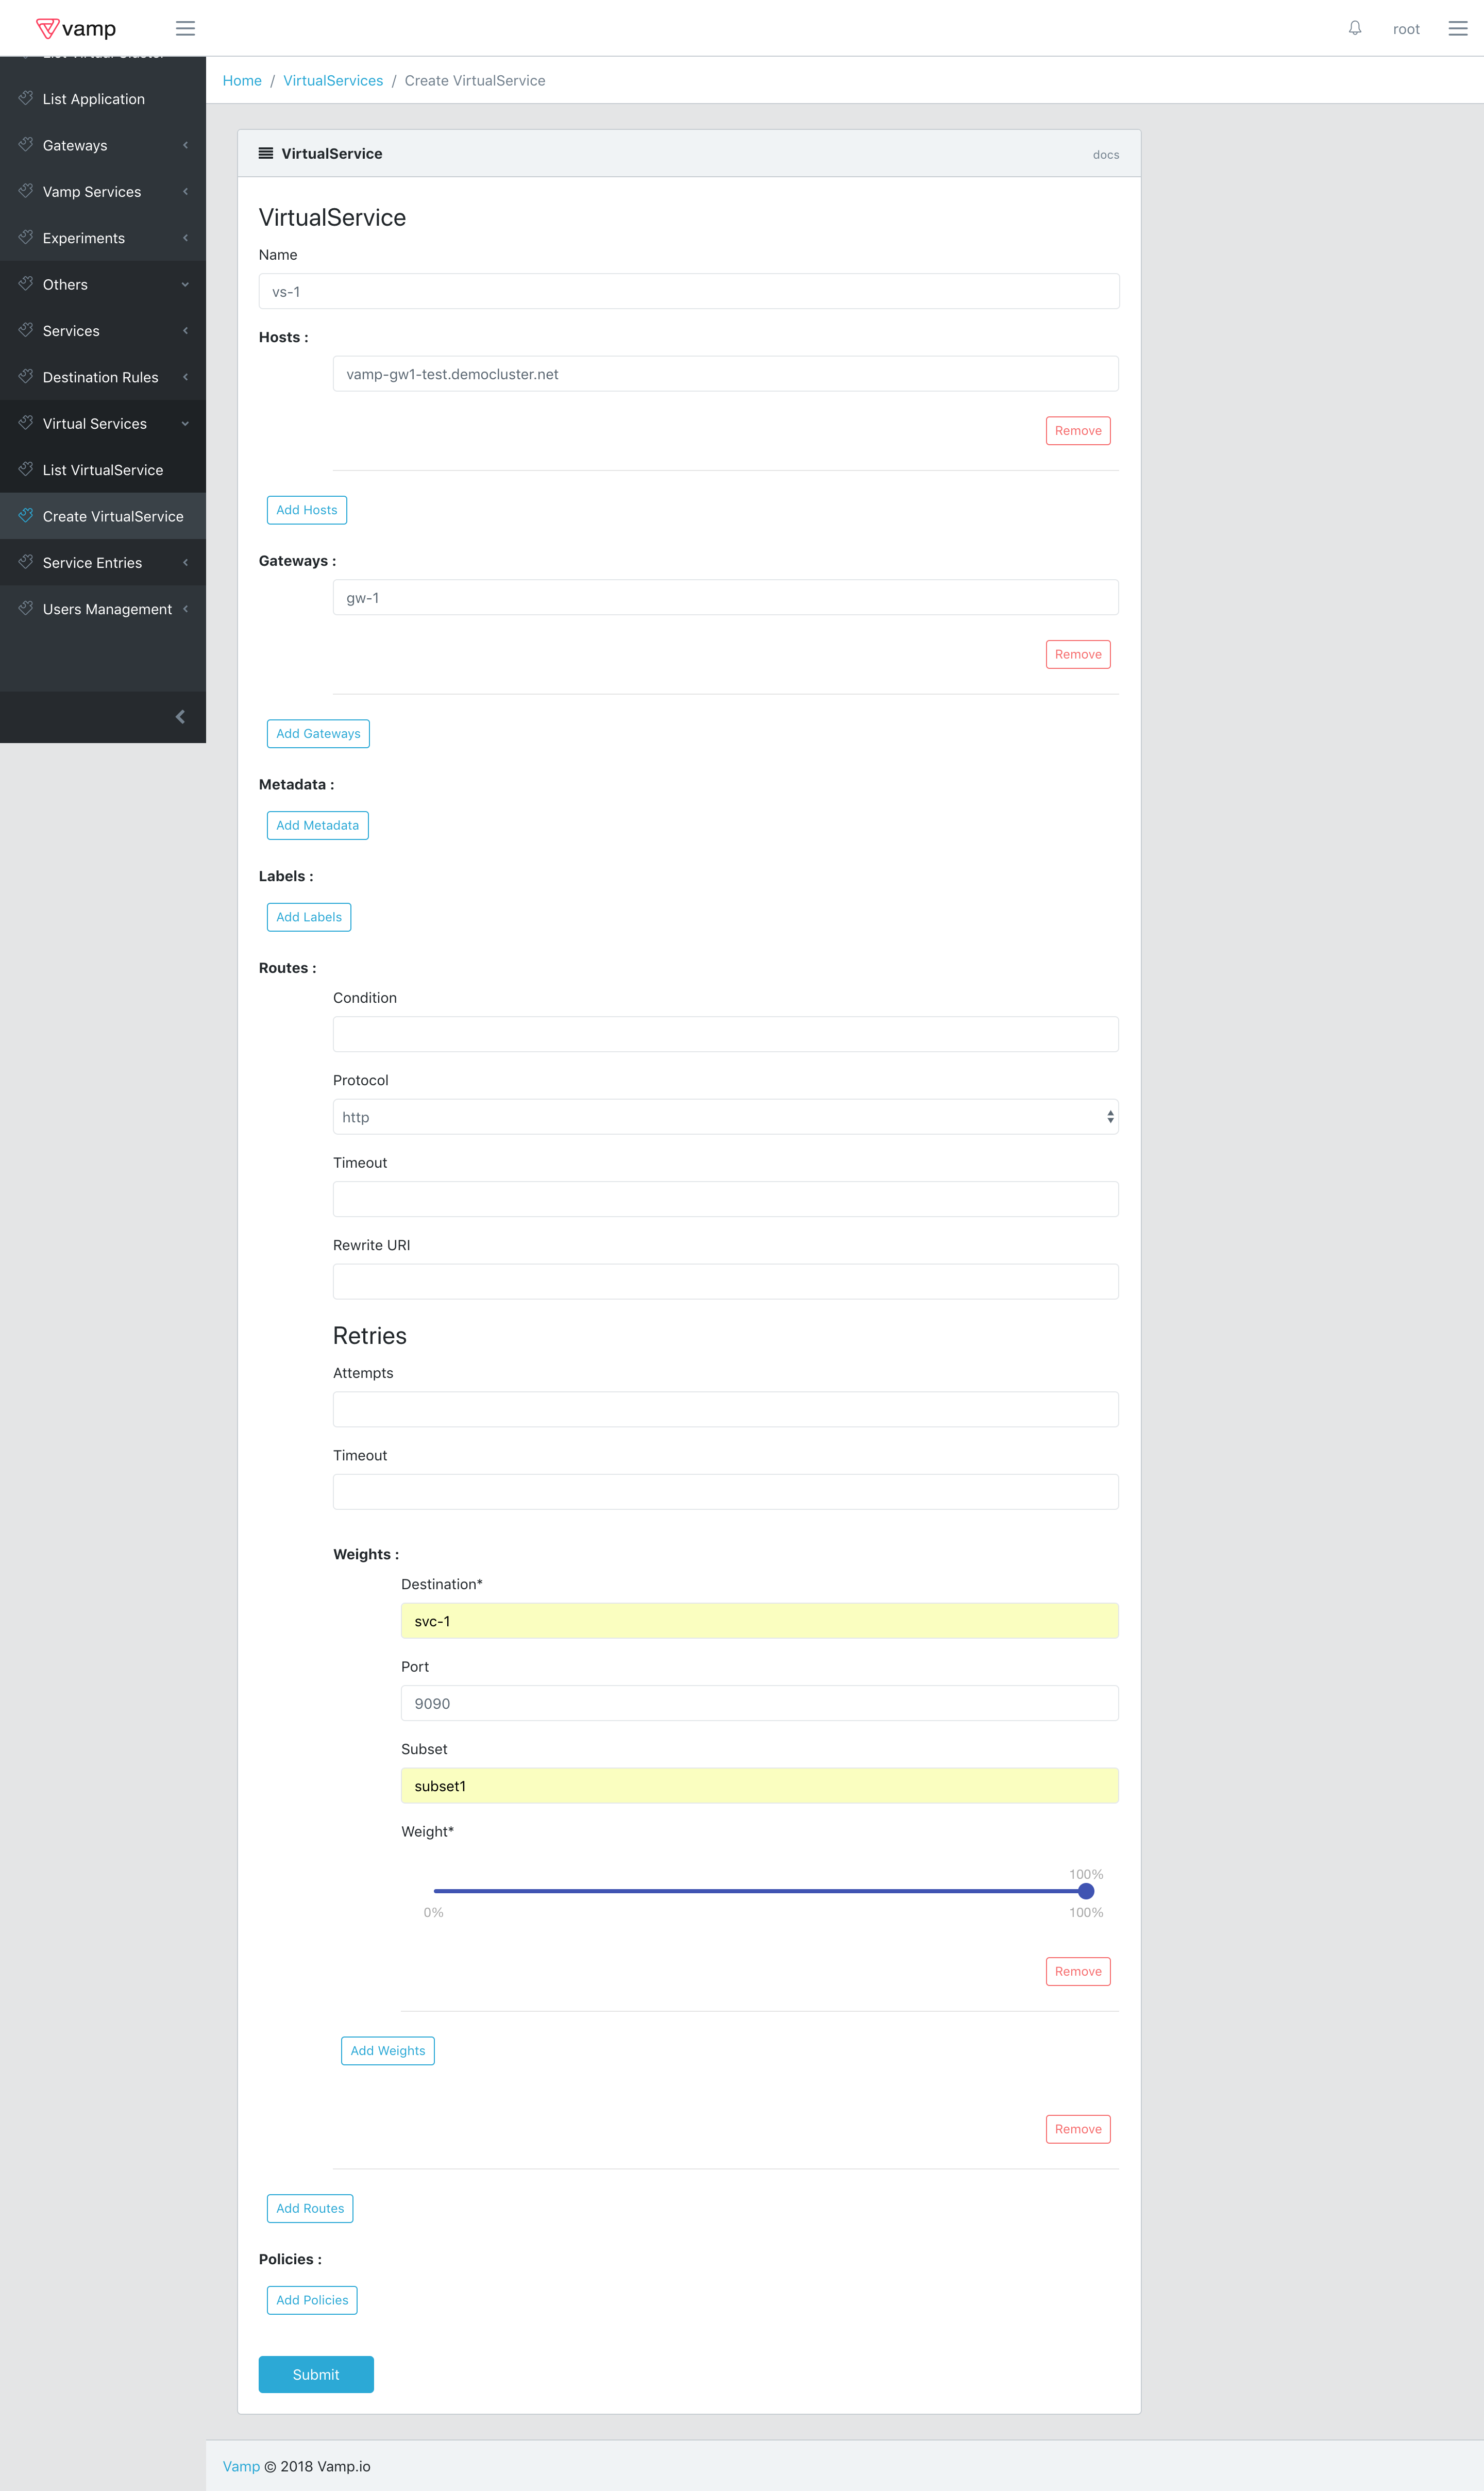 vamp
root
List Virtual Cluster
List Application
Gateways
Vamp Services
Experiments
Others
Services
Destination Rules
Virtual Services
List VirtualService
Create VirtualService
Service Entries
Users Management
Home / VirtualServices / Create VirtualService
VirtualService
docs
VirtualService
Name
vs-1
Hosts :
vamp-gw1-test.democluster.net
Remove
Add Hosts
Gateways :
gw-1
Remove
Add Gateways
Metadata :
Add Metadata
Labels :
Add Labels
Routes :
Condition
Protocol
http
Timeout
Rewrite URI
Retries
Attempts
Timeout
Weights :
Destination*
svc-1
Port
9090
Subset
subset1
Weight*
100%
0%
100%
Remove
Add Weights
Remove
Add Routes
Policies :
Add Policies
Submit
Vamp © 2018 Vamp.io